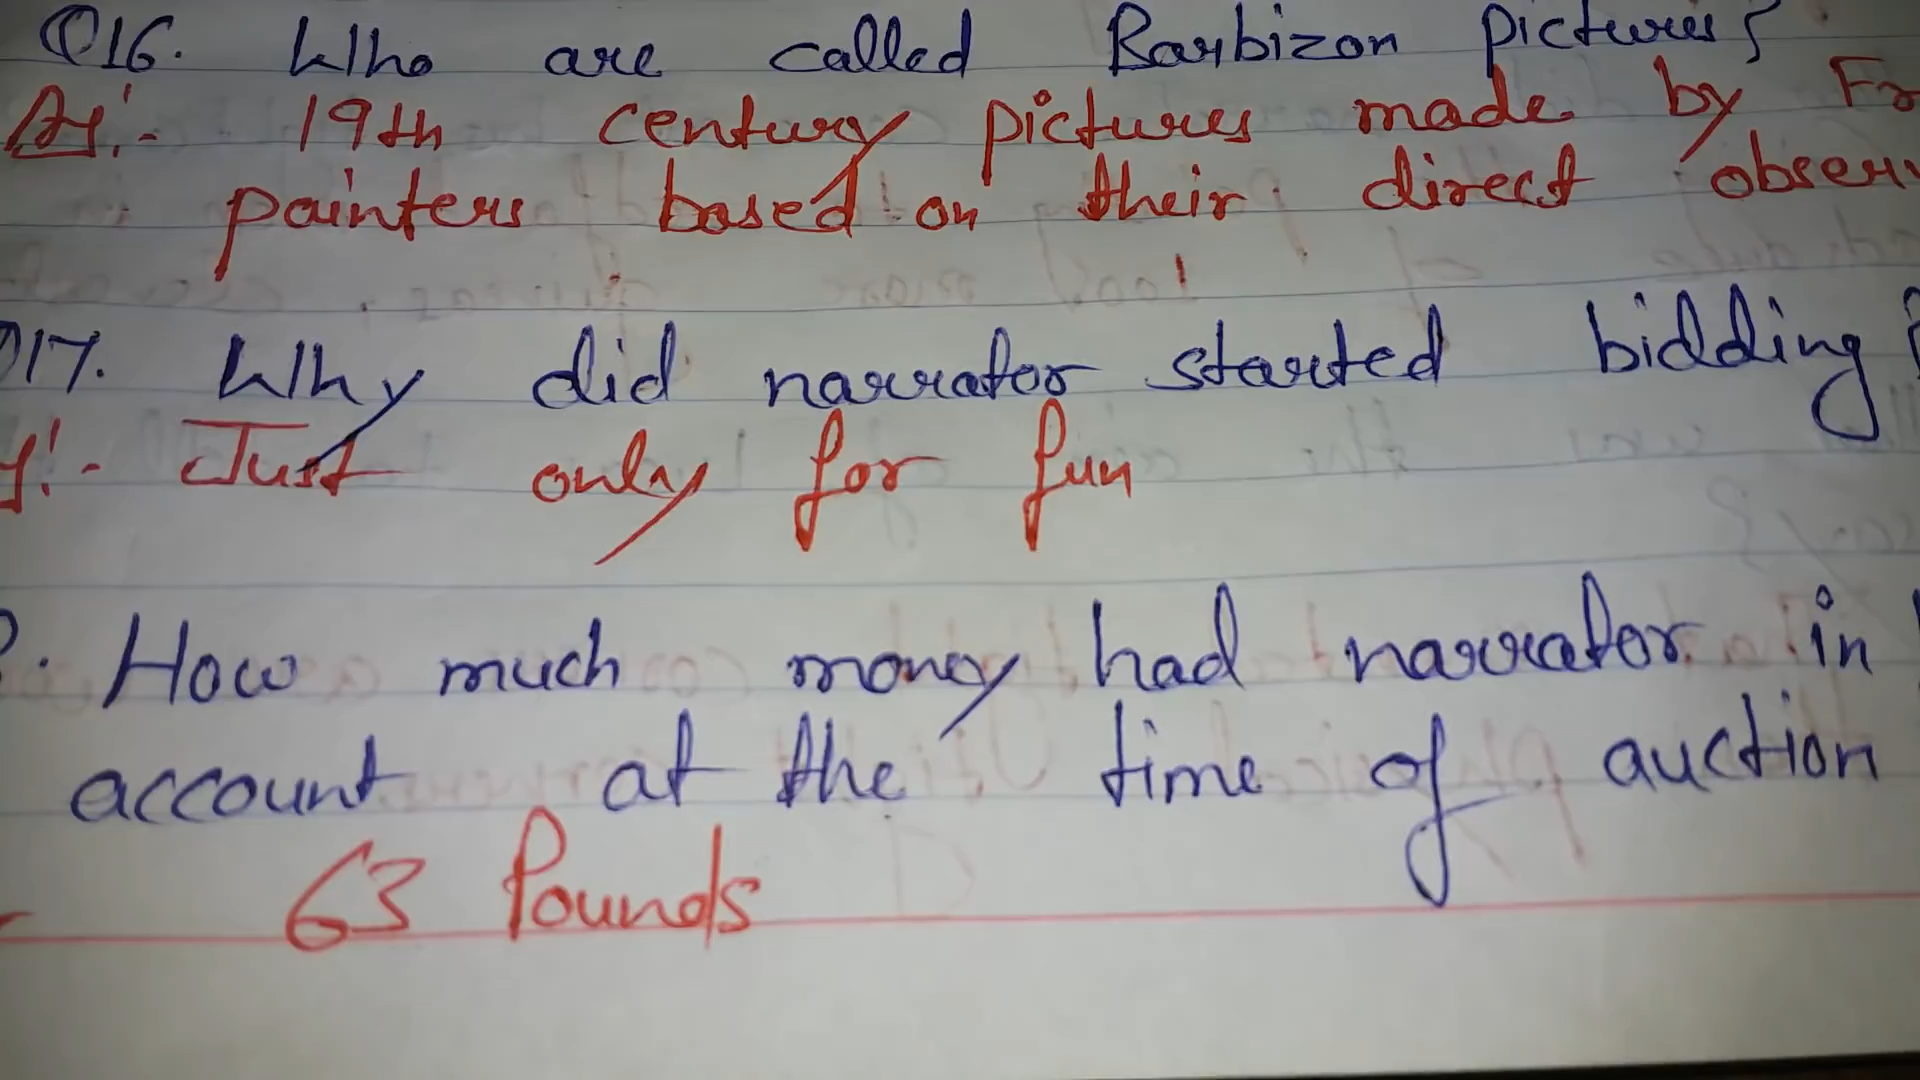 Q16. Who are called Barbizon Pictures?
19th century pictures made by
painters based on their direct
17. Why did narrator started bidding
Just only for fun
How much money had narrator in
account at the time of auction
63 Pounds